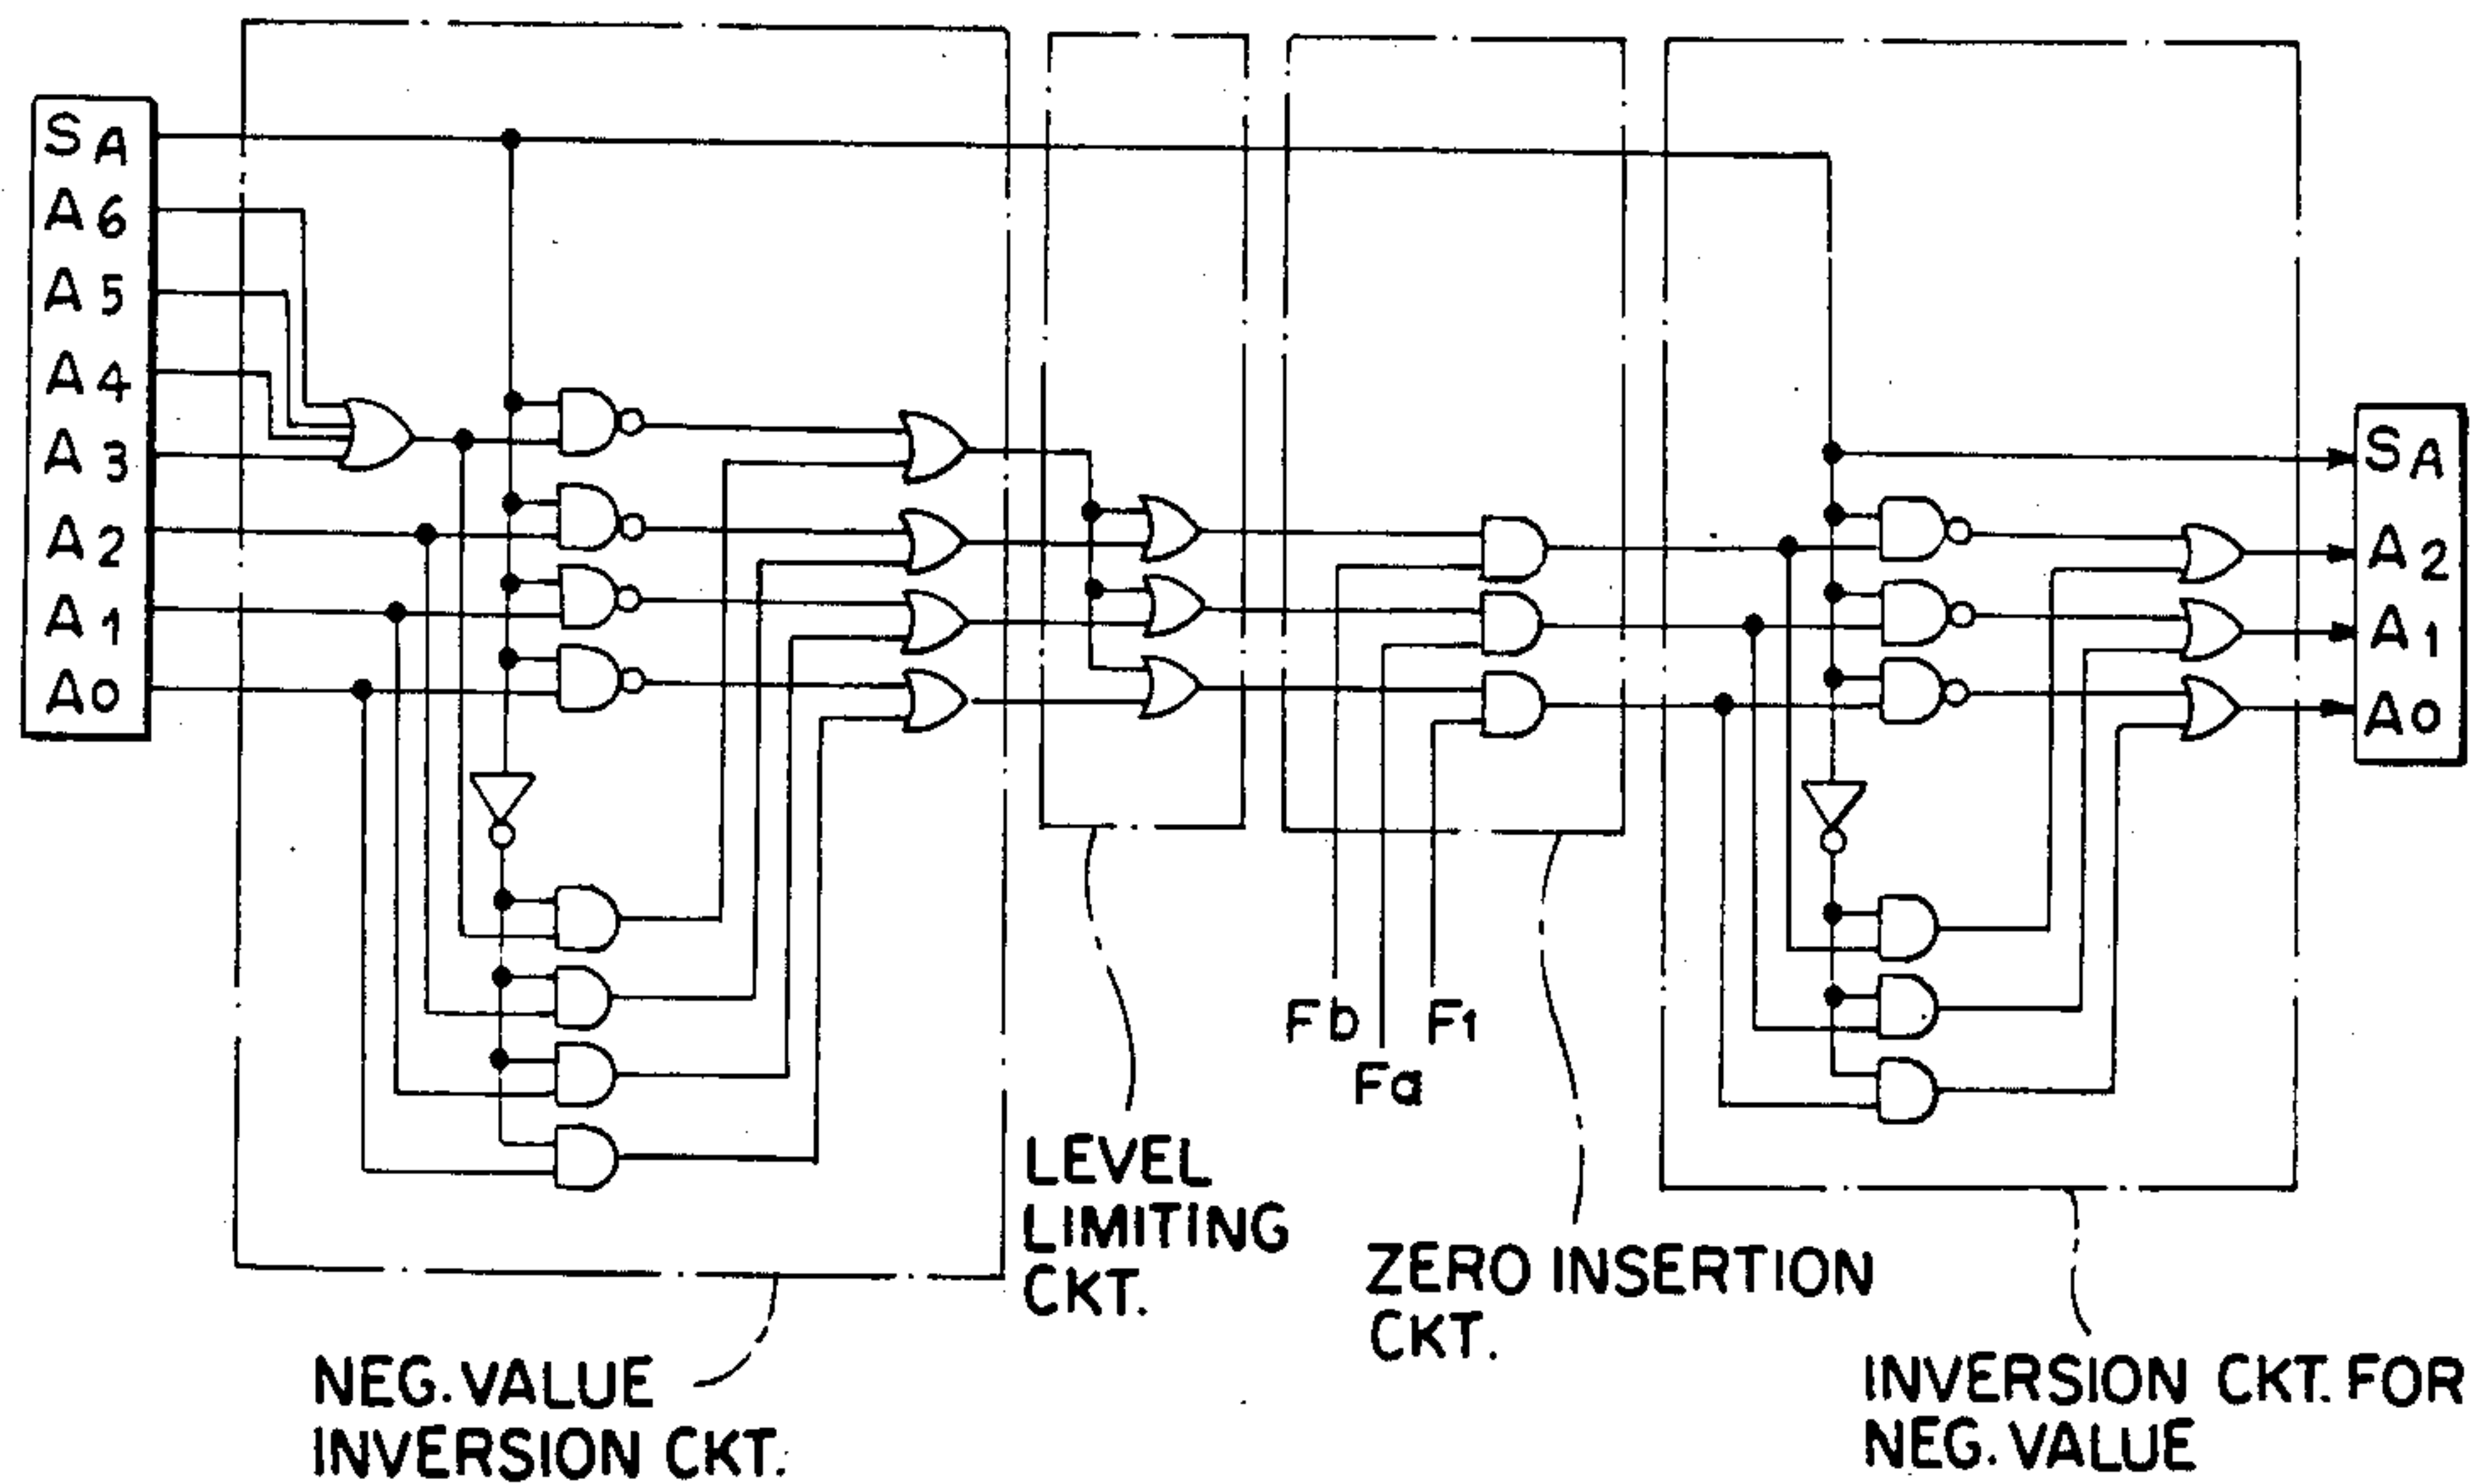 SA
A6
A5
A4
A3
A2
A1
A0
SA
A2
A1
A0
Fb
Fa
F1
LEVEL
LIMITING
CKT.
ZERO INSERTION
CKT.
NEG. VALUE
INVERSION CKT.
INVERSION CKT. FOR
NEG. VALUE